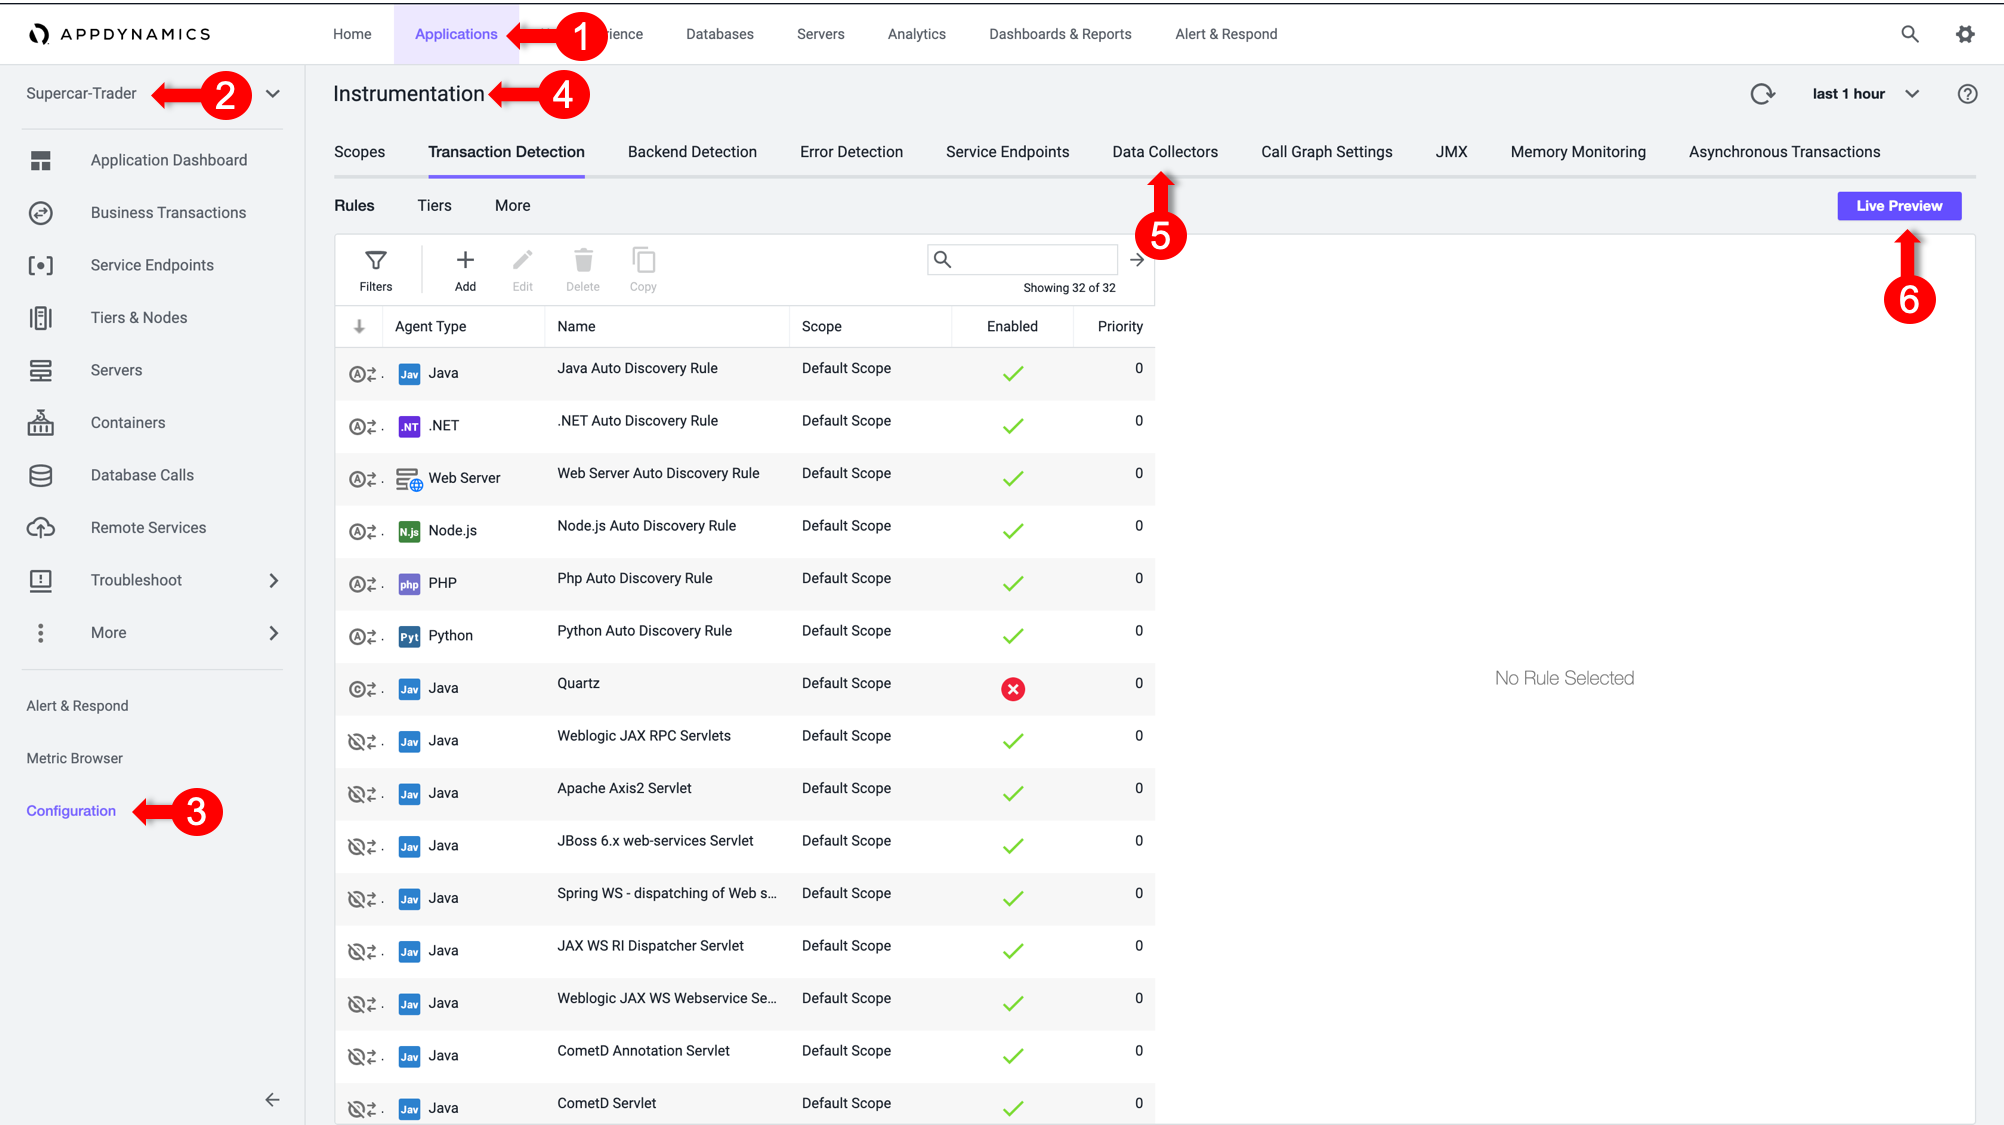 APPDYNAMICS Home Applications 1 ience Databases Servers Analytics Dashboards & Reports Alert & Respond
Supercar-Trader 2 Instrumentation 4 last 1 hour
Scopes Transaction Detection Backend Detection Error Detection Service Endpoints Data Collectors Call Graph Settings JMX Memory Monitoring Asynchronous Transactions
Rules Tiers More 5 Live Preview
6
Application Dashboard
Business Transactions
Service Endpoints
Tiers & Nodes
Servers
Containers
Database Calls
Remote Services
Troubleshoot
More
Alert & Respond
Metric Browser
Configuration 3
Filters Add Edit Delete Copy Showing 32 of 32
Agent Type Name Scope Enabled Priority
Jav Java Java Auto Discovery Rule Default Scope 0
.NT .NET .NET Auto Discovery Rule Default Scope 0
Web Server Web Server Auto Discovery Rule Default Scope 0
N.js Node.js Node.js Auto Discovery Rule Default Scope 0
php PHP Php Auto Discovery Rule Default Scope 0
Pyt Python Python Auto Discovery Rule Default Scope 0
Jav Java Quartz Default Scope 0
Jav Java Weblogic JAX RPC Servlets Default Scope 0
Jav Java Apache Axis2 Servlet Default Scope 0
Jav Java JBoss 6.x web-services Servlet Default Scope 0
Jav Java Spring WS - dispatching of Web s... Default Scope 0
Jav Java JAX WS RI Dispatcher Servlet Default Scope 0
Jav Java Weblogic JAX WS Webservice Se... Default Scope 0
Jav Java CometD Annotation Servlet Default Scope 0
Jav Java CometD Servlet Default Scope 0
No Rule Selected